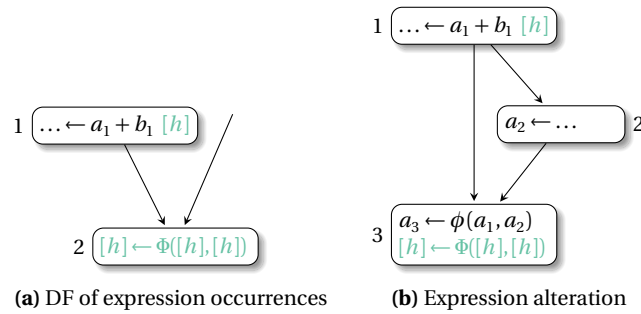 1 … ← a₁ + b₁ [h]
2 [h] ← Φ([h],[h])
(a) DF of expression occurrences
1 … ← a₁ + b₁ [h]
a₂ ← … 2
3 a₃ ← ϕ(a₁, a₂)
[h] ← Φ([h],[h])
(b) Expression alteration